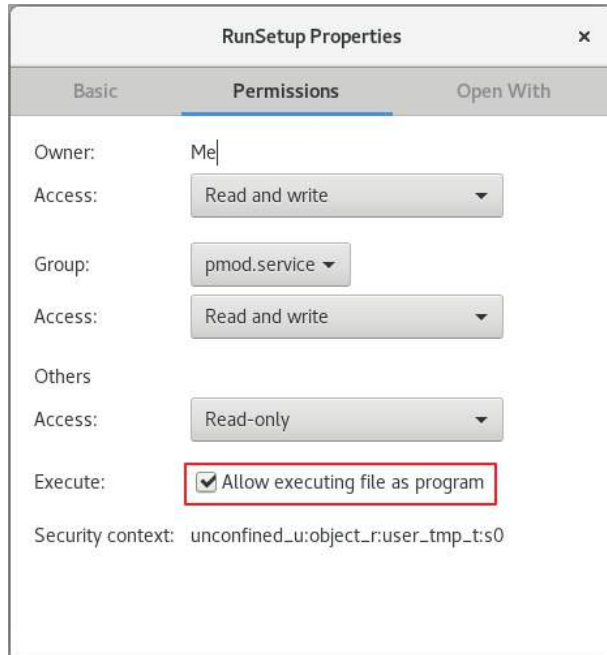 RunSetup Properties ×
Basic Permissions Open With
Owner: Me
Access: Read and write
Group: pmod.service
Access: Read and write
Others
Access: Read-only
Execute: Allow executing file as program
Security context: unconfined_u:object_r:user_tmp_t:s0